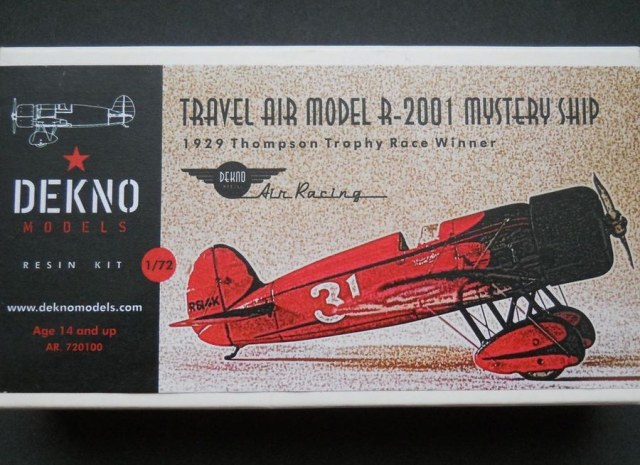 TRAVEL AIR MODEL R-2001 MYSTERY SHIP
1929 Thompson Trophy Race Winner
DEKNO
MODELS
Air Racing
DEKNO
MODELS
RESIN KIT
1/72
www.deknomodels.com
Age 14 and up
AR. 720100
31
R614K